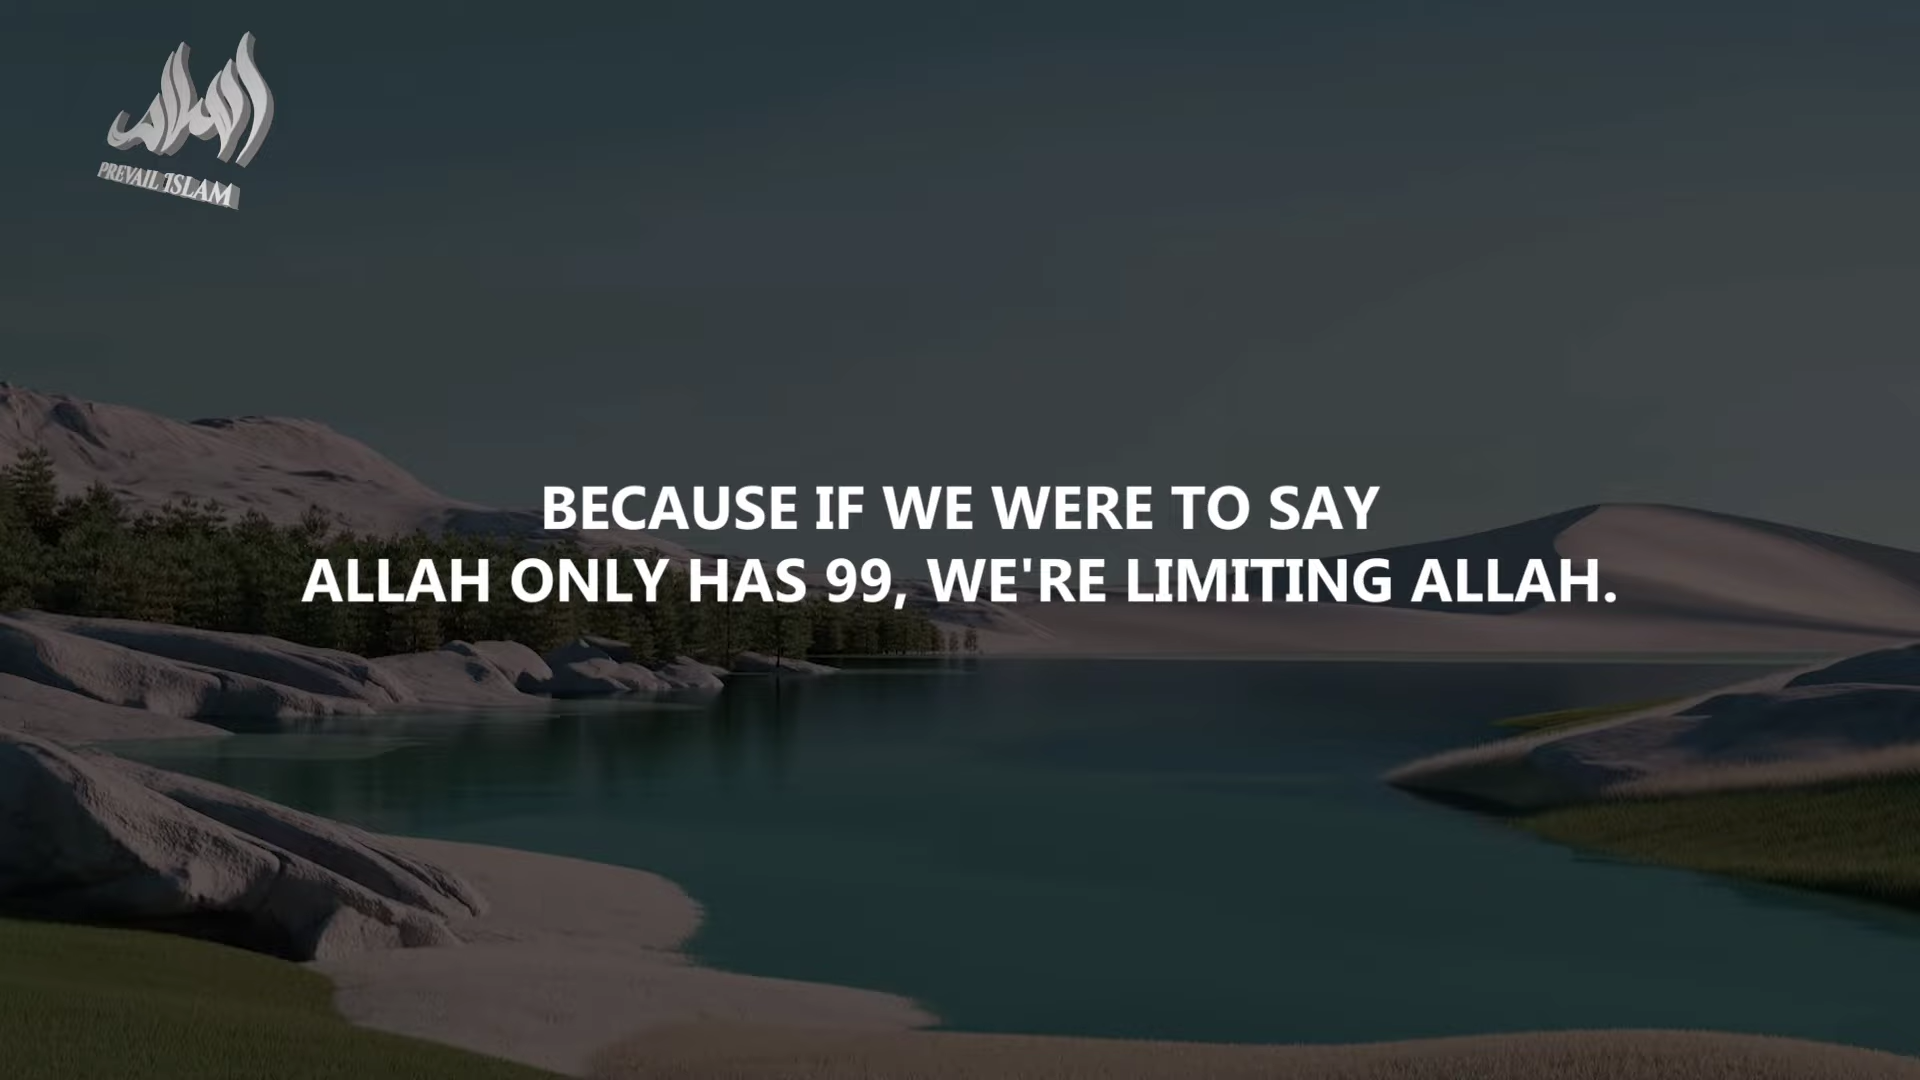 PREVAIL ISLAM
BECAUSE IF WE WERE TO SAY
ALLAH ONLY HAS 99, WE'RE LIMITING ALLAH.